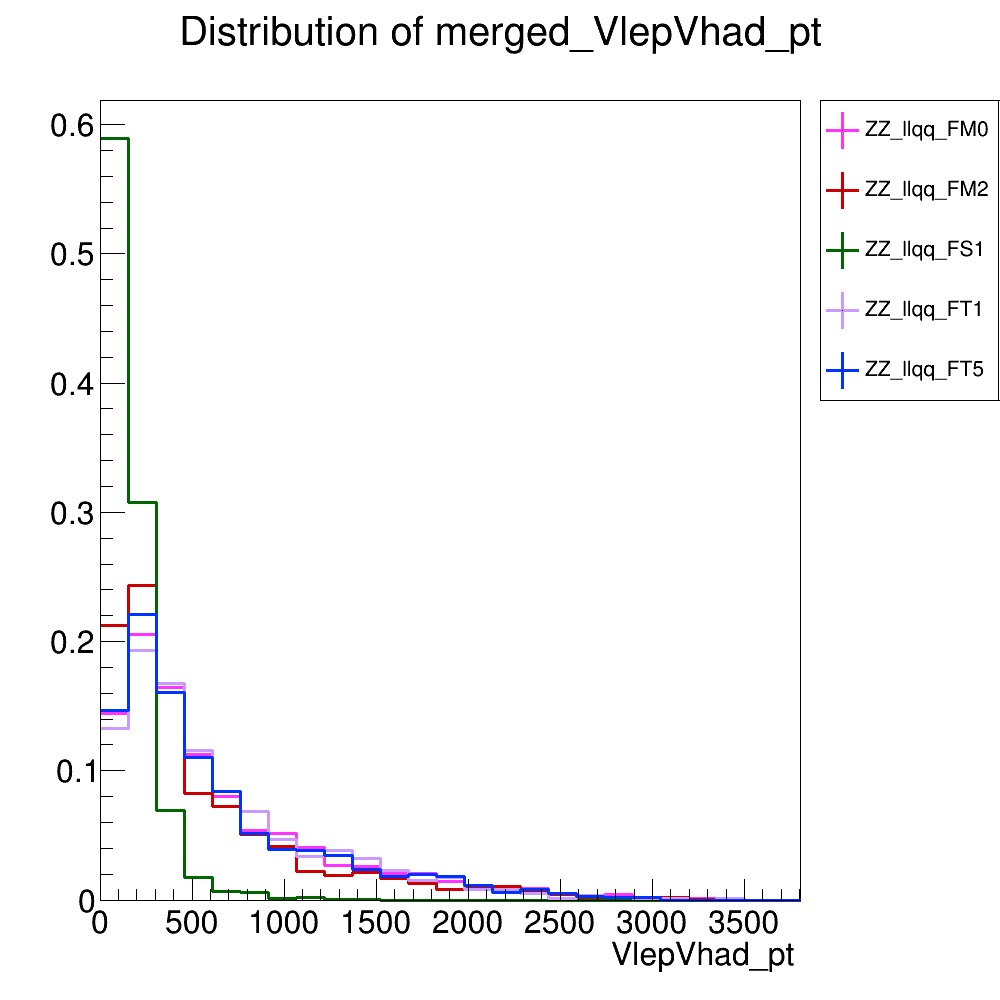 Distribution of merged_VlepVhad_pt
ZZ_llqq_FM0
ZZ_llqq_FM2
ZZ_llqq_FS1
ZZ_llqq_FT1
ZZ_llqq_FT5
0.6
0.5
0.4
0.3
0.2
0.1
0
0 500 1000 1500 2000 2500 3000 3500
VlepVhad_pt